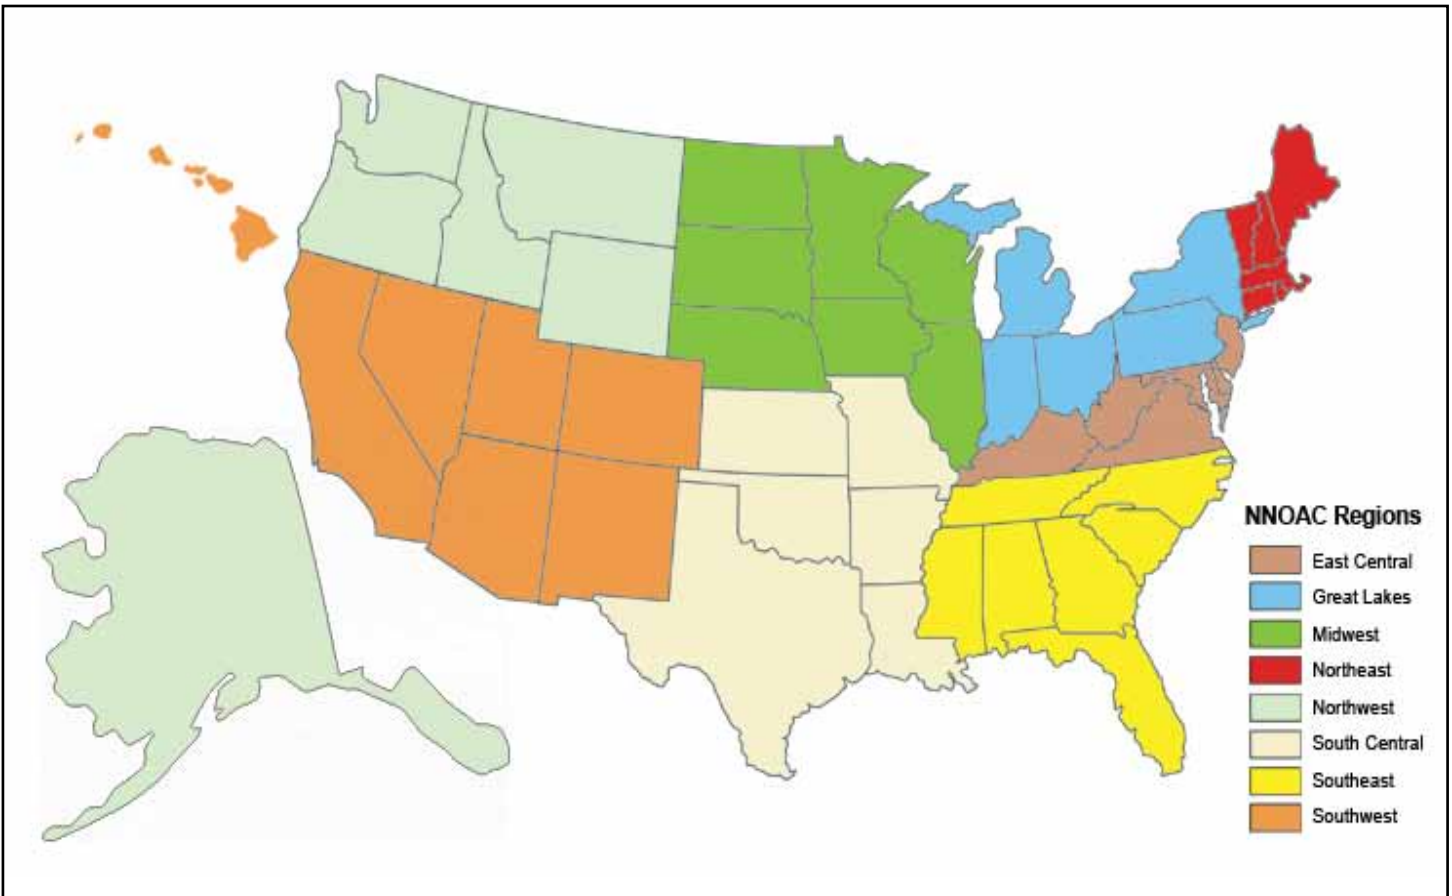 NNOAC Regions
East Central
Great Lakes
Midwest
Northeast
Northwest
South Central
Southeast
Southwest